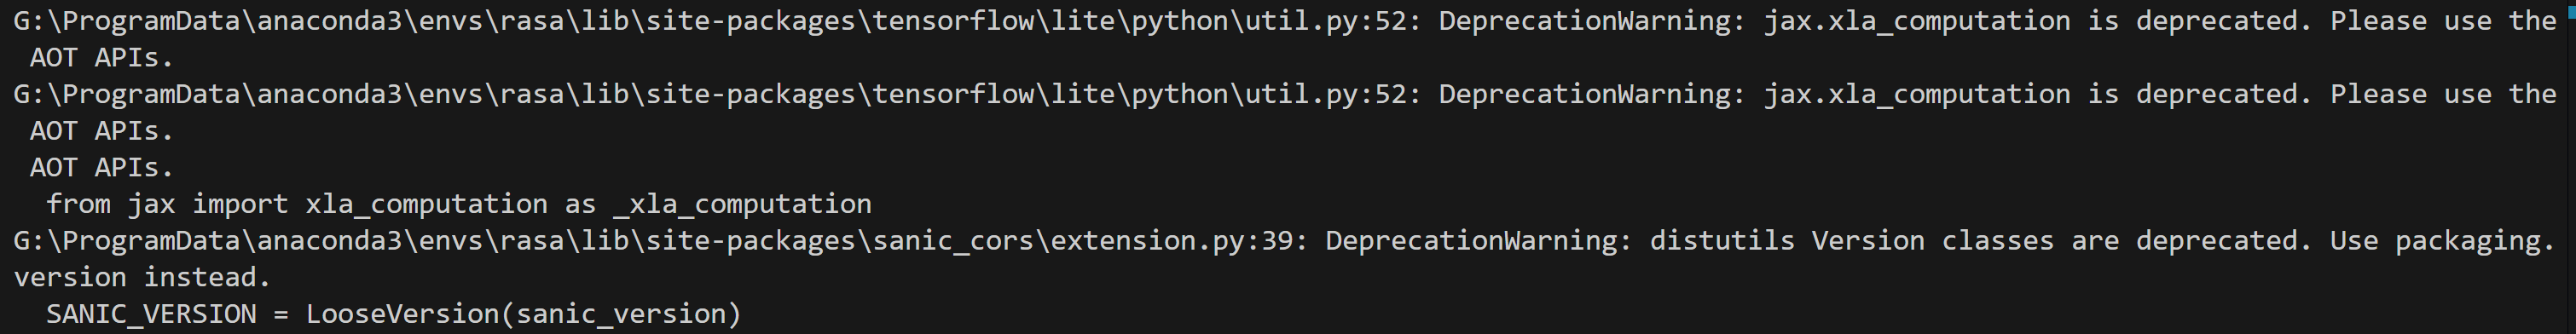 G:\ProgramData\anaconda3\envs\rasa\lib\site-packages\tensorflow\lite\python\util.py:52: DeprecationWarning: jax.xla_computation is deprecated. Please use the
 AOT APIs.
G:\ProgramData\anaconda3\envs\rasa\lib\site-packages\tensorflow\lite\python\util.py:52: DeprecationWarning: jax.xla_computation is deprecated. Please use the
 AOT APIs.
 AOT APIs.
  from jax import xla_computation as _xla_computation
G:\ProgramData\anaconda3\envs\rasa\lib\site-packages\sanic_cors\extension.py:39: DeprecationWarning: distutils Version classes are deprecated. Use packaging.
version instead.
  SANIC_VERSION = LooseVersion(sanic_version)